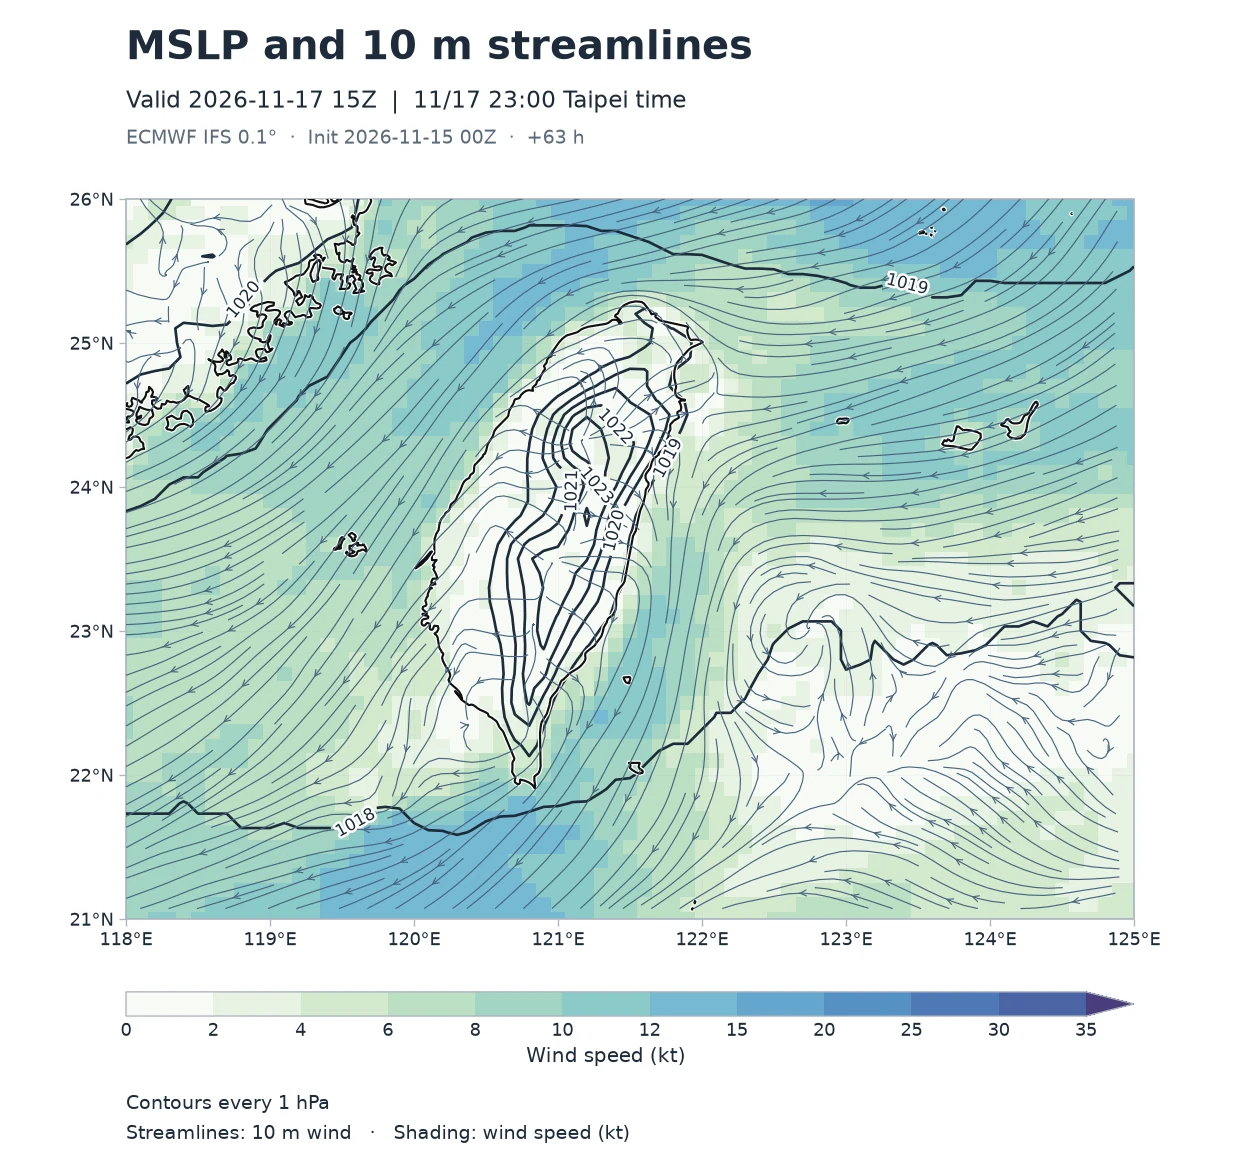 MSLP and 10 m streamlines
Valid 2026-11-17 15Z  |  11/17 23:00 Taipei time
ECMWF IFS 0.1°  ·  Init 2026-11-15 00Z  ·  +63 h
26°N
25°N
24°N
23°N
22°N
21°N
1020
1019
1022
1019
1021
1023
1020
1018
118°E
119°E
120°E
121°E
122°E
123°E
124°E
125°E
0
2
4
6
8
10
12
15
20
25
30
35
Wind speed (kt)
Contours every 1 hPa
Streamlines: 10 m wind  ·  Shading: wind speed (kt)